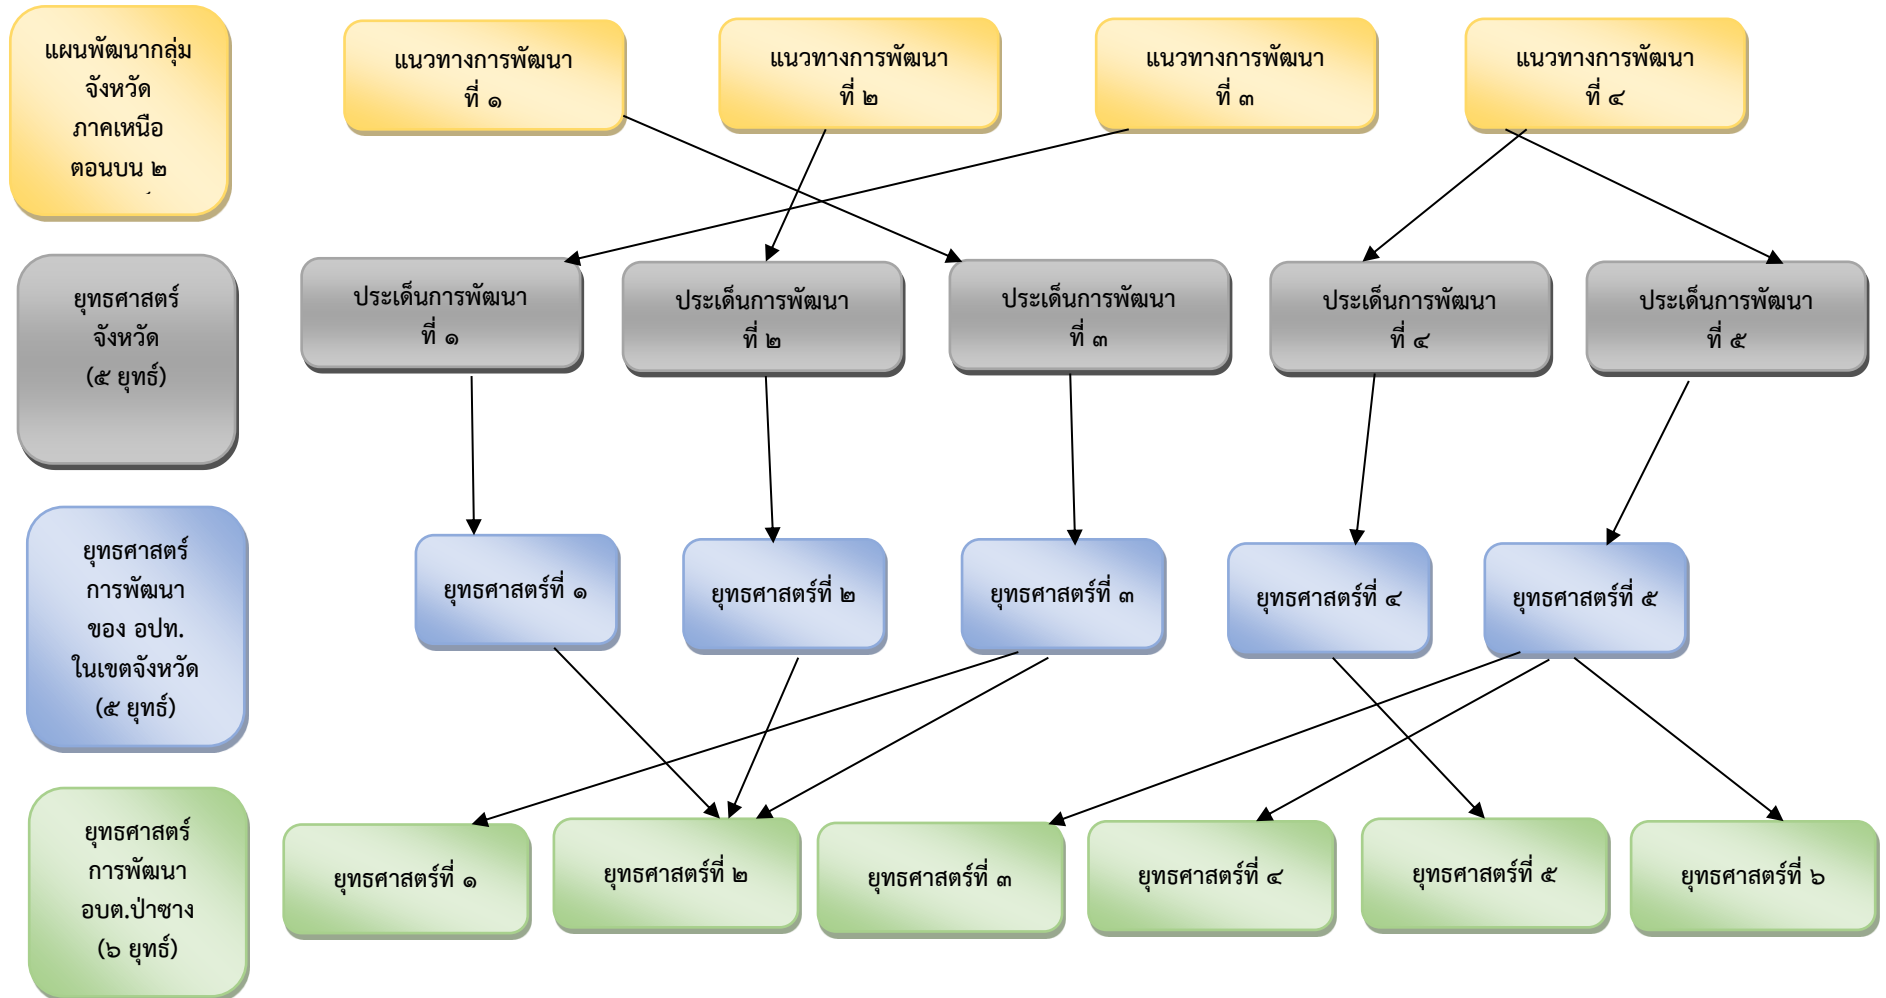 แผนพัฒนากลุ่ม
จังหวัด
ภาคเหนือ
ตอนบน ๒
แนวทางการพัฒนา
ที่ ๑
แนวทางการพัฒนา
ที่ ๒
แนวทางการพัฒนา
ที่ ๓
แนวทางการพัฒนา
ที่ ๔
ยุทธศาสตร์
จังหวัด
(๕ ยุทธ์)
ประเด็นการพัฒนา
ที่ ๑
ประเด็นการพัฒนา
ที่ ๒
ประเด็นการพัฒนา
ที่ ๓
ประเด็นการพัฒนา
ที่ ๔
ประเด็นการพัฒนา
ที่ ๕
ยุทธศาสตร์
การพัฒนา
ของ อปท.
ในเขตจังหวัด
(๕ ยุทธ์)
ยุทธศาสตร์ที่ ๑
ยุทธศาสตร์ที่ ๒
ยุทธศาสตร์ที่ ๓
ยุทธศาสตร์ที่ ๔
ยุทธศาสตร์ที่ ๕
ยุทธศาสตร์
การพัฒนา
อบต.ป่าซาง
(๖ ยุทธ์)
ยุทธศาสตร์ที่ ๑
ยุทธศาสตร์ที่ ๒
ยุทธศาสตร์ที่ ๓
ยุทธศาสตร์ที่ ๔
ยุทธศาสตร์ที่ ๕
ยุทธศาสตร์ที่ ๖